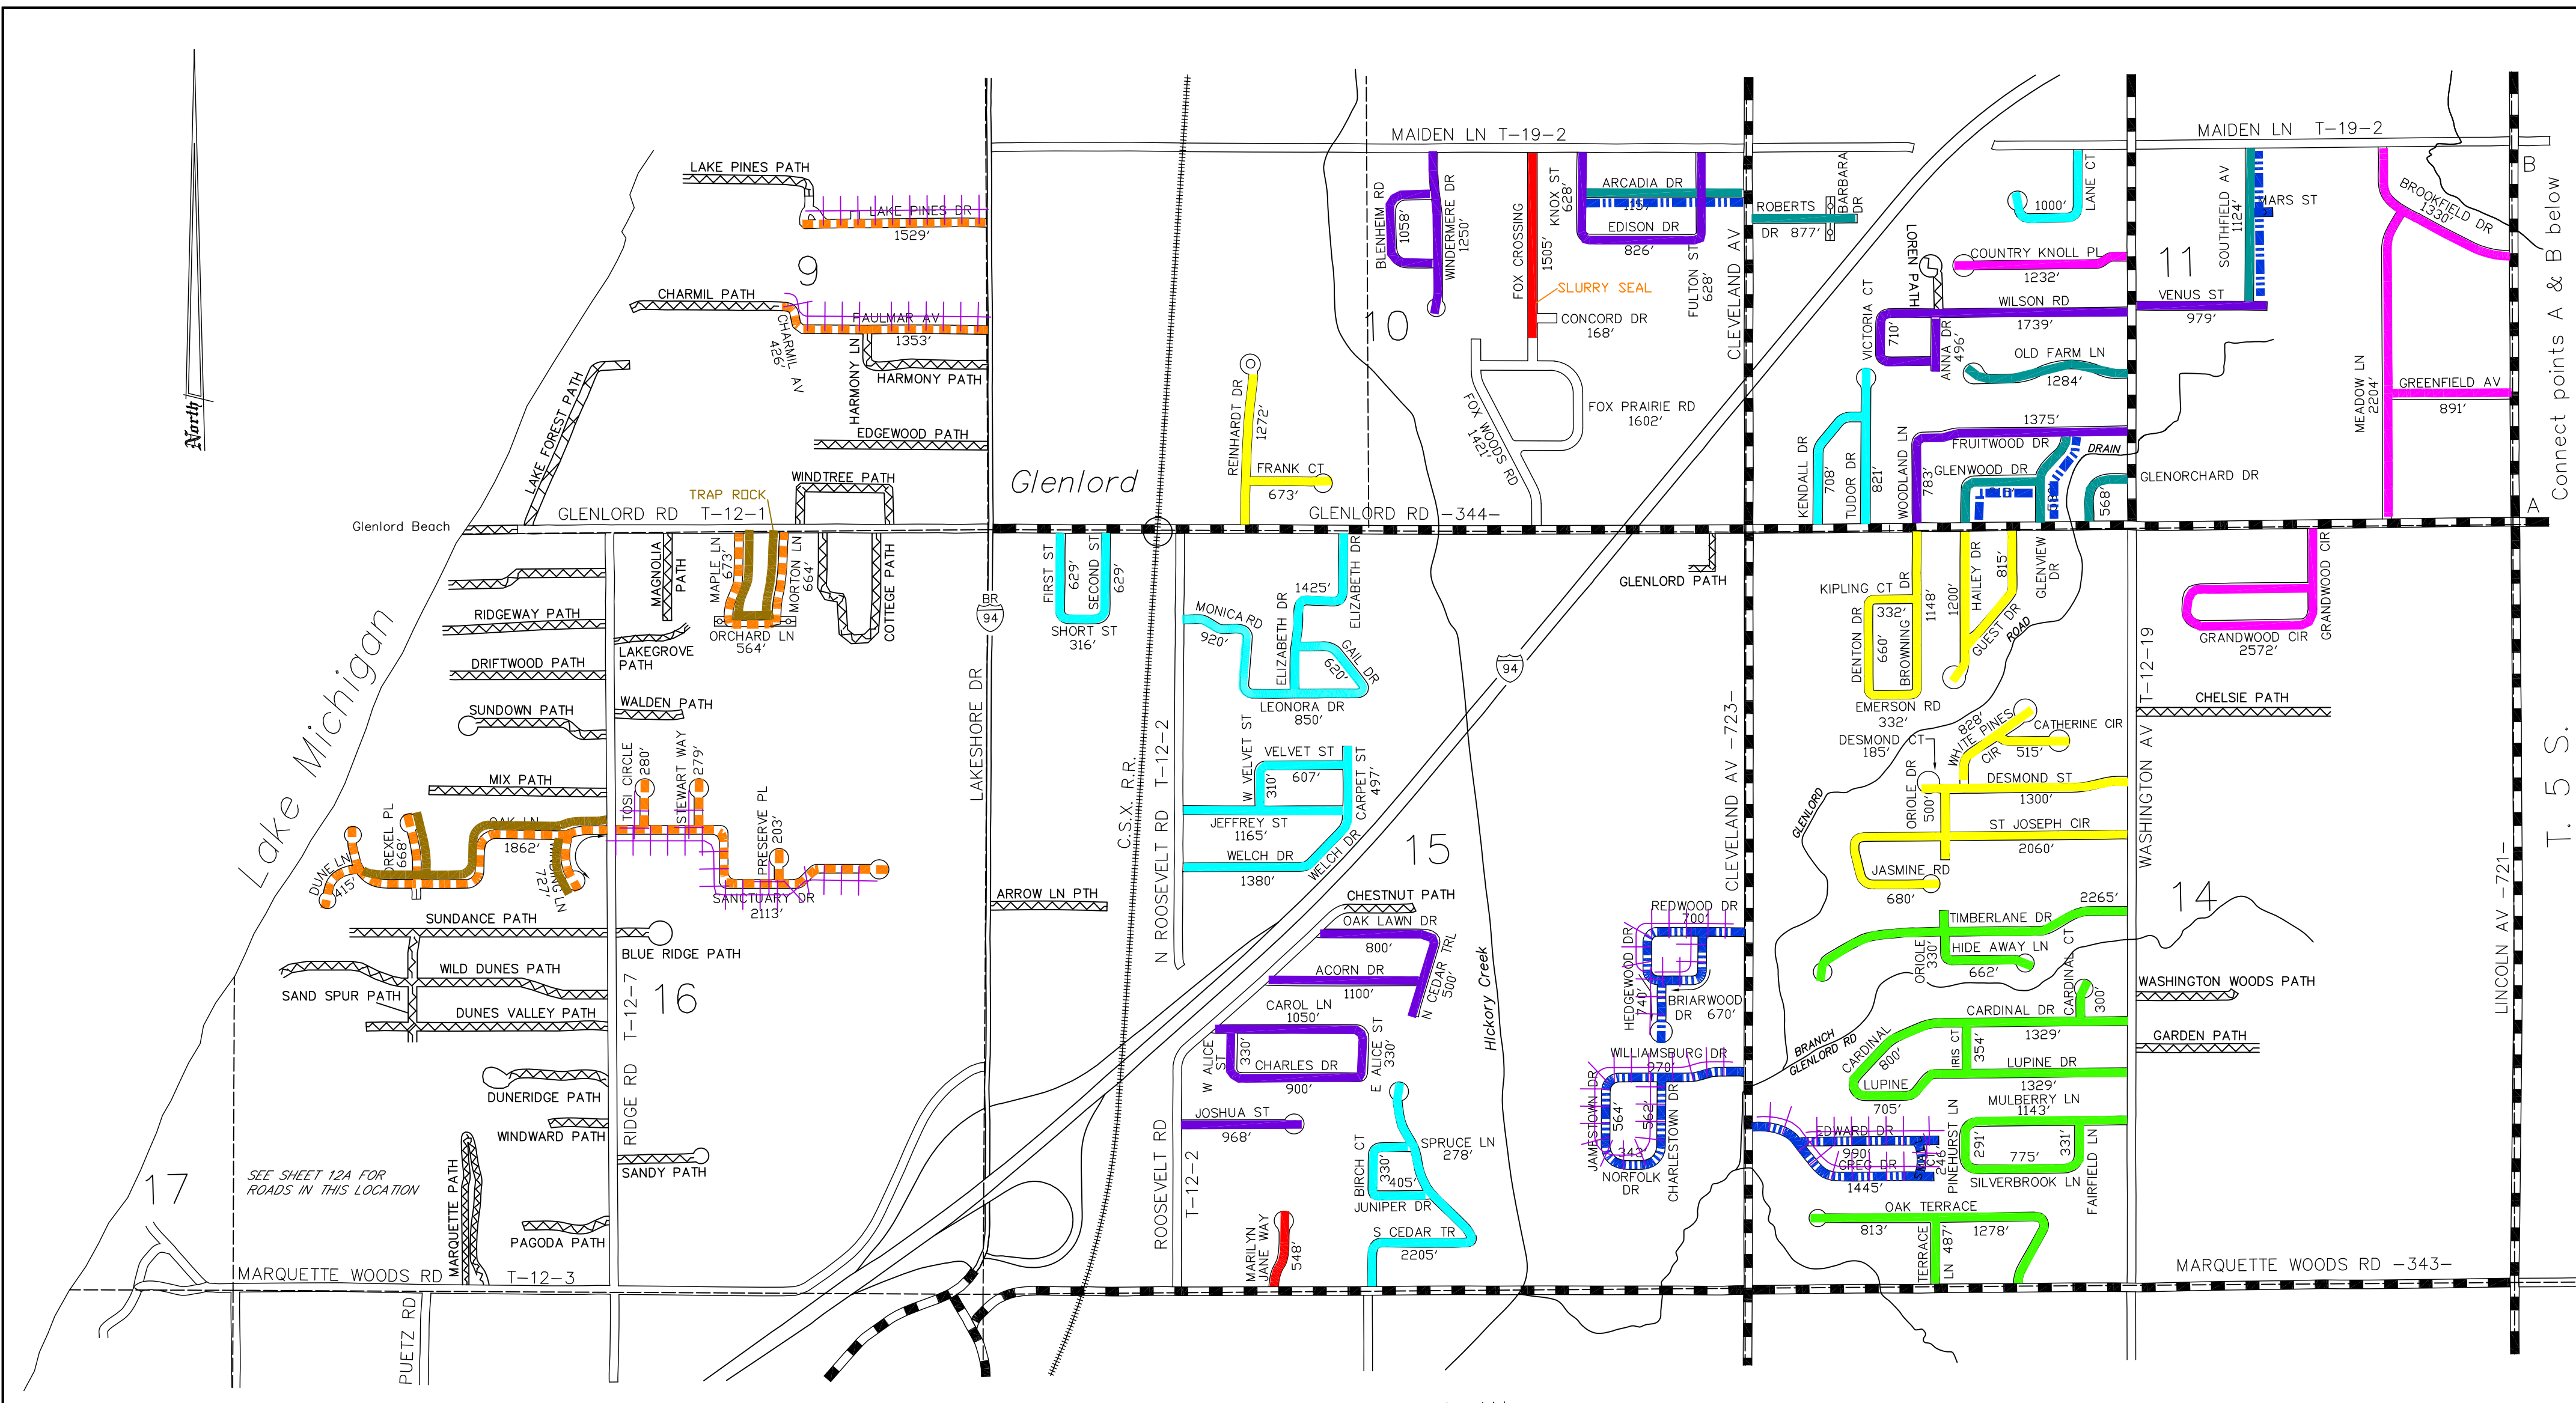 MAIDEN LN T-19-2
MAIDEN LN T-19-2
B
LAKE PINES PATH
LAKE PINES DR
1529'
9
CHARMIL PATH
PAULMAR AV
1353'
CHARMIL AV
426'
HARMONY LN
HARMONY PATH
LAKE FOREST PATH
EDGEWOOD PATH
WINDTREE PATH
TRAP ROCK
GLENLORD RD T-12-1
Glenlord Beach
North
Glenlord
BLENHEIM RD
1058'
WINDERMERE DR
1250'
10
FOX CROSSING
1505'
SLURRY SEAL
CONCORD DR
168'
KNOX ST
628'
ARCADIA DR
EDISON DR
826'
FULTON ST
628'
CLEVELAND AV
FOX PRAIRIE RD
1602'
FOX WOODS RD
1421'
REINHARDT DR
1272'
FRANK CT
673'
GLENLORD RD -344-
ROBERTS
DR 877'
BARBARA
DR
LANE CT
1000'
LOREN PATH
COUNTRY KNOLL PL
1232'
WILSON RD
1739'
VICTORIA CT
710'
ANNA DR
496'
OLD FARM LN
1284'
1375'
FRUITWOOD DR
GLENWOOD DR
DRAIN
KENDALL DR
708'
TUDOR DR
821'
WOODLAND LN
783'
568'
GLENORCHARD DR
11
SOUTHFIELD AV
1124'
MARS ST
VENUS ST
979'
BROOKFIELD DR
1330'
MEADOW LN
2204'
GREENFIELD AV
891'
A
Connect points A & B below
T. 5 S.
Lake Michigan
RIDGEWAY PATH
DRIFTWOOD PATH
SUNDOWN PATH
MIX PATH
MAGNOLIA
PATH
MAPLE LN
673'
MORTON LN
664'
ORCHARD LN
564'
COTTEGE PATH
LAKEGROVE
PATH
WALDEN PATH
TOSI CIRCLE
280'
STEWART WAY
279'
PRESERVE PL
203'
SANCTUARY DR
2113'
DUNE LN
415'
DREXEL PL
668'
OAK LN
1862'
727'
SUNDANCE PATH
BLUE RIDGE PATH
WILD DUNES PATH
SAND SPUR PATH
DUNES VALLEY PATH
16
RIDGE RD T-12-7
DUNERIDGE PATH
WINDWARD PATH
SANDY PATH
MARQUETTE PATH
PAGODA PATH
17
SEE SHEET 12A FOR
ROADS IN THIS LOCATION
MARQUETTE WOODS RD T-12-3
PUETZ RD
BR
94
LAKESHORE DR
ARROW LN PTH
C.S.X. R.R.
N ROOSEVELT RD T-12-2
FIRST ST
629'
SECOND ST
629'
SHORT ST
316'
MONICA RD
920'
1425'
ELIZABETH DR
ELIZABETH DR
GAIL DR
620'
LEONORA DR
850'
W VELVET ST
310'
VELVET ST
607'
CARPET ST
497'
JEFFREY ST
1165'
WELCH DR
1380'
WELCH DR
94
15
CHESTNUT PATH
OAK LAWN DR
800'
ACORN DR
1100'
N CEDAR TRL
500'
CAROL LN
1050'
W ALICE
ST
330'
CHARLES DR
900'
E ALICE ST
330'
JOSHUA ST
968'
ROOSEVELT RD
T-12-2
MARILYN
JANE WAY
548'
BIRCH CT
330'
405'
SPRUCE LN
278'
JUNIPER DR
S CEDAR TR
2205'
HIckory Creek
GLENLORD PATH
CLEVELAND AV -723-
REDWOOD DR
700'
HEDGEWOOD DR
740'
BRIARWOOD
DR 670'
WILLIAMSBURG DR
970'
JAMESTOWN DR
564'
562'
CHARLESTOWN DR
343'
NORFOLK
DR
KIPLING CT
332'
DENTON DR
660'
BROWNING DR
1148'
HAILEY DR
1200'
815'
GLENVIEW
DR
GUEST DR
ROAD
EMERSON RD
332'
DESMOND CT
185'
WHITE PINES
CIR
828'
CATHERINE CIR
515'
DESMOND ST
1300'
ORIOLE DR
500'
GLENLORD
ST JOSEPH CIR
2060'
JASMINE RD
680'
2265'
TIMBERLANE DR
ORIOLE
330'
HIDE AWAY LN
662'
CARDINAL CT
300'
CARDINAL DR
1329'
CARDINAL
800'
IRIS CT
354'
LUPINE DR
1329'
LUPINE
705'
BRANCH
GLENLORD RD
MULBERRY LN
1143'
PINEHURST LN
291'
775'
331'
SILVERBROOK LN
FAIRFIELD LN
EDWARD DR
990'
GREG DR
1445'
246'
OAK TERRACE
813'
1278'
TERRACE
LN 487'
WASHINGTON AV T-12-19
GRANDWOOD CIR
GRANDWOOD CIR
2572'
CHELSIE PATH
14
WASHINGTON WOODS PATH
GARDEN PATH
LINCOLN AV -721-
MARQUETTE WOODS RD -343-